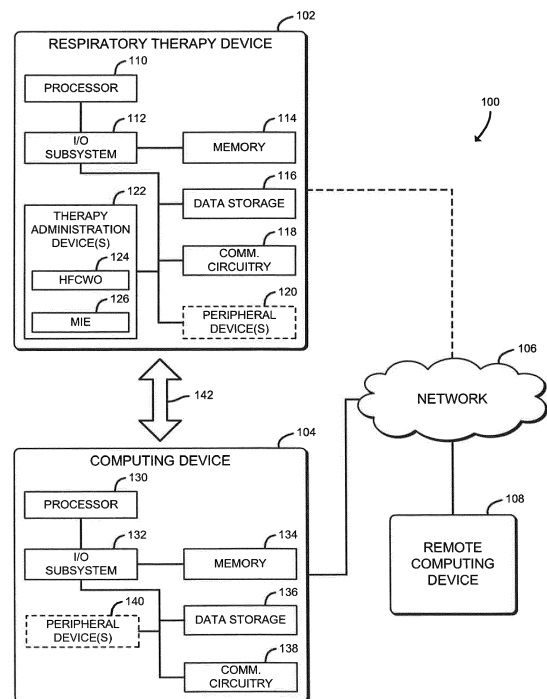 102
RESPIRATORY THERAPY DEVICE
110
PROCESSOR
100
112
I/O
SUBSYSTEM
114
MEMORY
116
DATA STORAGE
122
THERAPY
ADMINISTRATION
DEVICE(S)
118
COMM.
CIRCUITRY
124
HFCWO
126
MIE
120
PERIPHERAL
DEVICE(S)
142
106
NETWORK
104
COMPUTING DEVICE
130
PROCESSOR
132
I/O
SUBSYSTEM
134
MEMORY
108
REMOTE
COMPUTING
DEVICE
140
PERIPHERAL
DEVICE(S)
136
DATA STORAGE
138
COMM.
CIRCUITRY